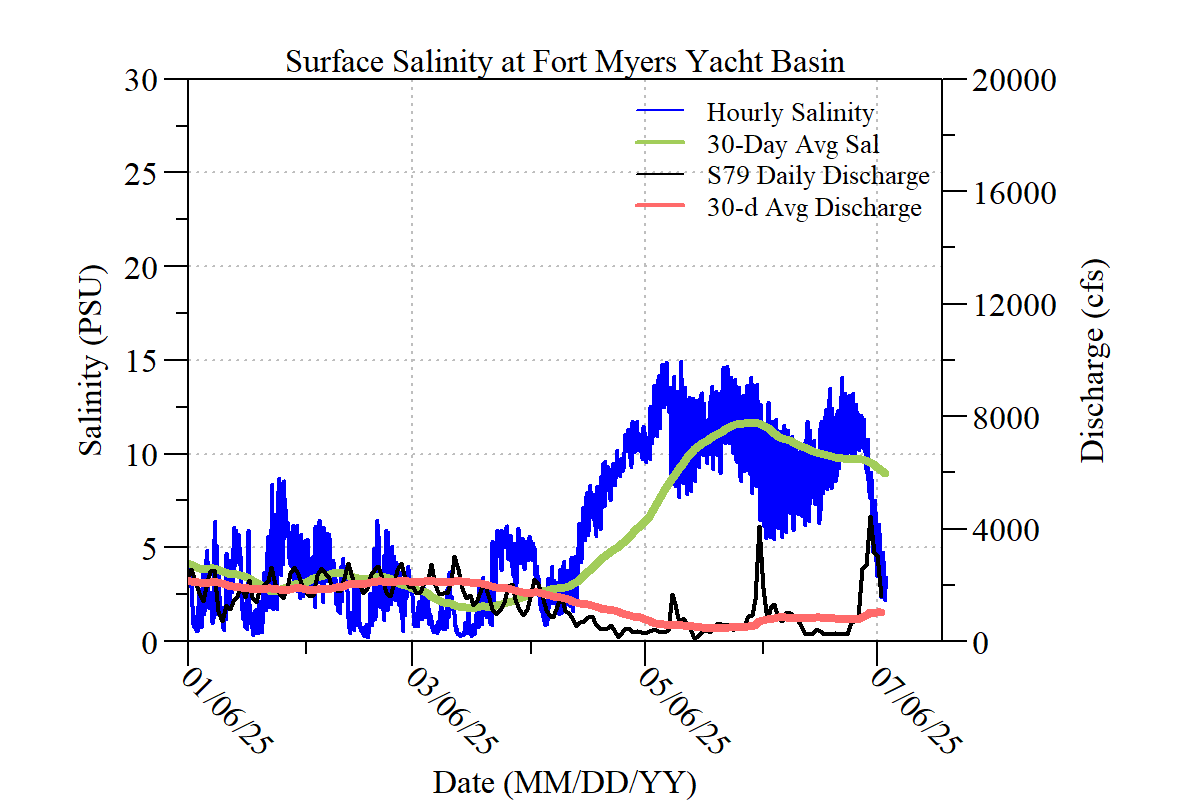 Surface Salinity at Fort Myers Yacht Basin
30
25
20
15
10
5
0
Salinity (PSU)
20000
16000
12000
8000
4000
0
Discharge (cfs)
Hourly Salinity
30-Day Avg Sal
S79 Daily Discharge
30-d Avg Discharge
01/06/25
03/06/25
05/06/25
07/06/25
Date (MM/DD/YY)